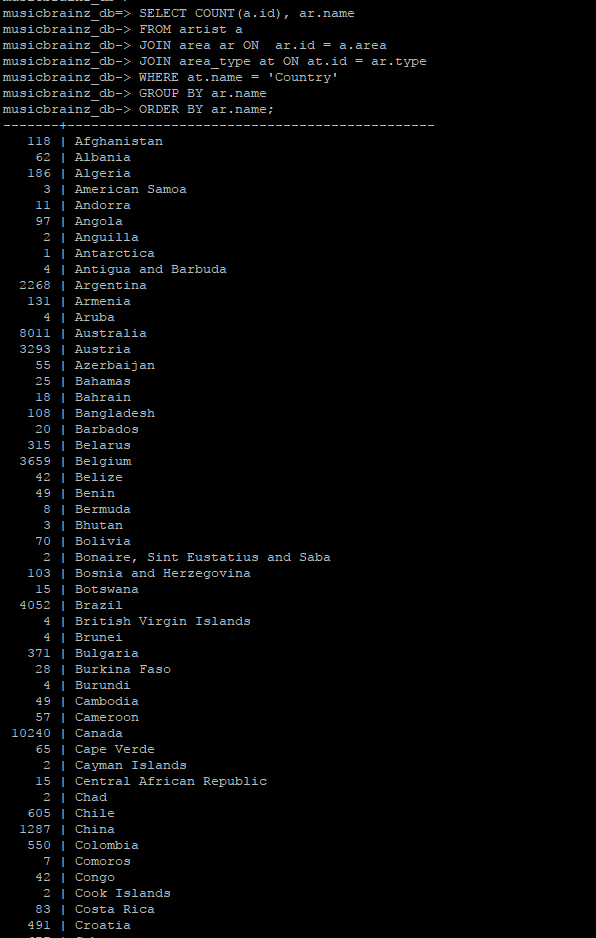 musicbrainz_db=> SELECT COUNT(a.id), ar.name
musicbrainz_db-> FROM artist a
musicbrainz_db-> JOIN area ar ON  ar.id = a.area
musicbrainz_db-> JOIN area_type at ON at.id = ar.type
musicbrainz_db-> WHERE at.name = 'Country'
musicbrainz_db-> GROUP BY ar.name
musicbrainz_db-> ORDER BY ar.name;
-------+----------------------------------------------
118 | Afghanistan
62 | Albania
186 | Algeria
3 | American Samoa
11 | Andorra
97 | Angola
2 | Anguilla
1 | Antarctica
4 | Antigua and Barbuda
2268 | Argentina
131 | Armenia
4 | Aruba
8011 | Australia
3293 | Austria
55 | Azerbaijan
25 | Bahamas
18 | Bahrain
108 | Bangladesh
20 | Barbados
315 | Belarus
3659 | Belgium
42 | Belize
49 | Benin
8 | Bermuda
3 | Bhutan
70 | Bolivia
2 | Bonaire, Sint Eustatius and Saba
103 | Bosnia and Herzegovina
15 | Botswana
4052 | Brazil
4 | British Virgin Islands
4 | Brunei
371 | Bulgaria
28 | Burkina Faso
4 | Burundi
49 | Cambodia
57 | Cameroon
10240 | Canada
65 | Cape Verde
2 | Cayman Islands
15 | Central African Republic
2 | Chad
605 | Chile
1287 | China
550 | Colombia
7 | Comoros
42 | Congo
2 | Cook Islands
83 | Costa Rica
491 | Croatia